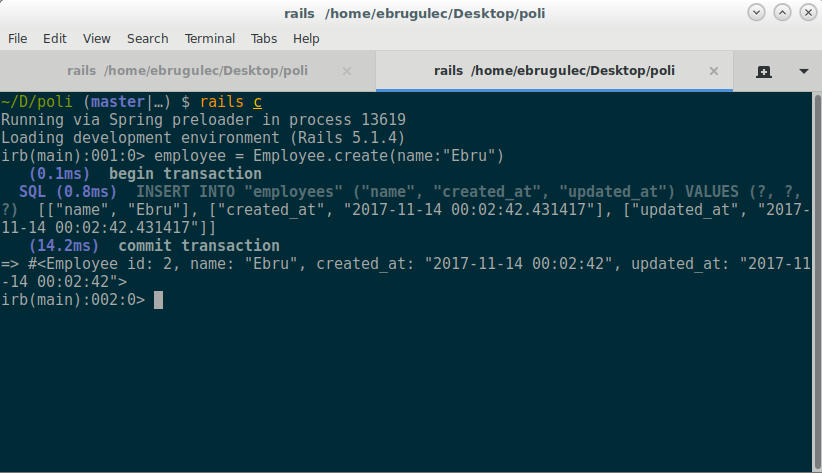 rails  /home/ebrugulec/Desktop/poli
File Edit View Search Terminal Tabs Help
rails  /home/ebrugulec/Desktop/poli × rails  /home/ebrugulec/Desktop/poli ×
~/D/poli (master|…) $ rails c
Running via Spring preloader in process 13619
Loading development environment (Rails 5.1.4)
irb(main):001:0> employee = Employee.create(name:"Ebru")
   (0.1ms)  begin transaction
  SQL (0.8ms)  INSERT INTO "employees" ("name", "created_at", "updated_at") VALUES (?, ?,
?)  [["name", "Ebru"], ["created_at", "2017-11-14 00:02:42.431417"], ["updated_at", "2017-
11-14 00:02:42.431417"]]
   (14.2ms)  commit transaction
=> #<Employee id: 2, name: "Ebru", created_at: "2017-11-14 00:02:42", updated_at: "2017-11
-14 00:02:42">
irb(main):002:0>